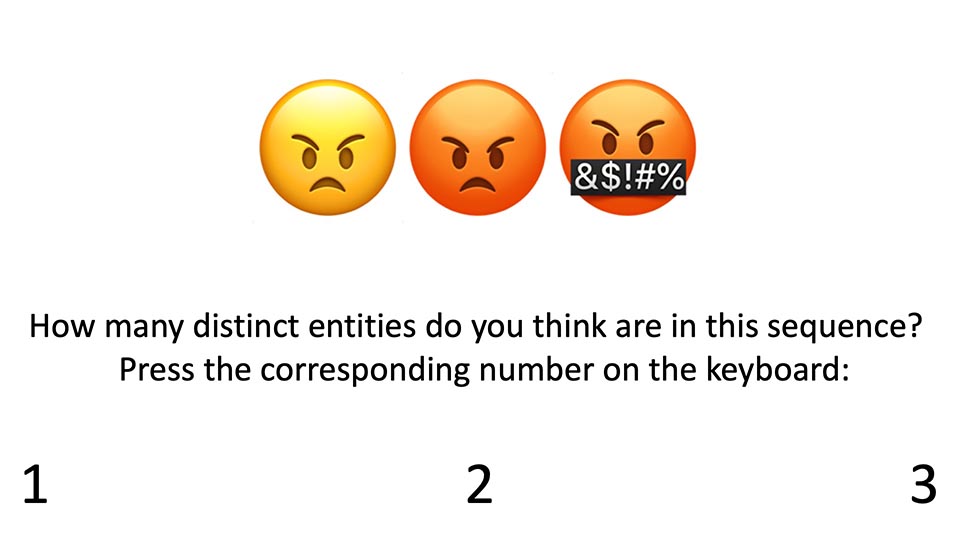 &$!#%
How many distinct entities do you think are in this sequence?
Press the corresponding number on the keyboard:
1 2 3